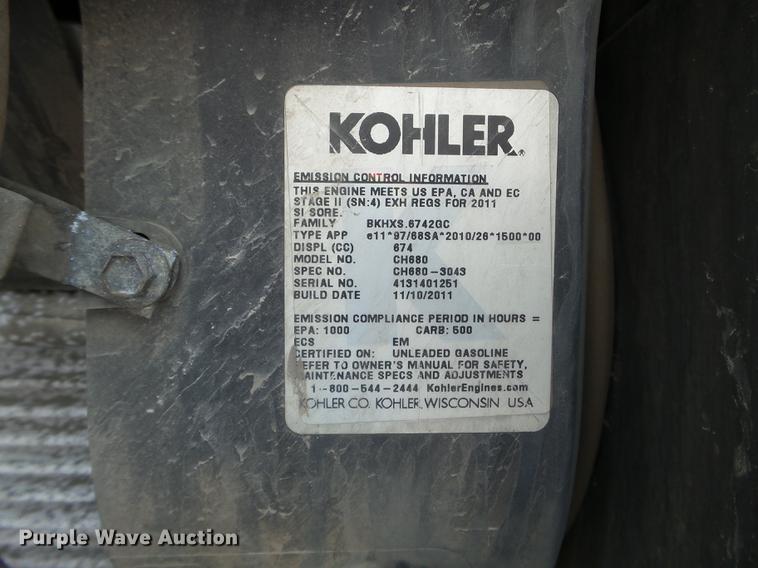 KOHLER®
EMISSION CONTROL INFORMATION
THIS ENGINE MEETS US EPA, CA AND EC
STAGE II (SN:4) EXH REGS FOR 2011
SI SORE.
FAMILY BKHXS.6742GC
TYPE APP e11*97/68SA*2010/26*1500*00
DISPL (CC) 674
MODEL NO. CH680
SPEC NO. CH680-3043
SERIAL NO. 4131401251
BUILD DATE 11/10/2011
EMISSION COMPLIANCE PERIOD IN HOURS =
EPA: 1000 CARB: 500
ECS EM
CERTIFIED ON: UNLEADED GASOLINE
REFER TO OWNER'S MANUAL FOR SAFETY,
MAINTENANCE SPECS AND ADJUSTMENTS
1-800-544-2444 KohlerEngines.com
KOHLER CO. KOHLER, WISCONSIN U.S.A.
Purple Wave Auction